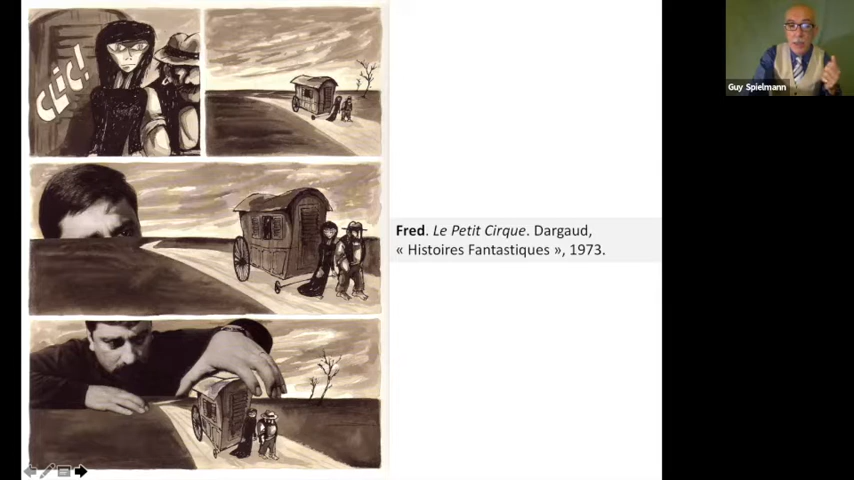 CLIC!
Fred. Le Petit Cirque. Dargaud,
« Histoires Fantastiques », 1973.
Guy Spielmann